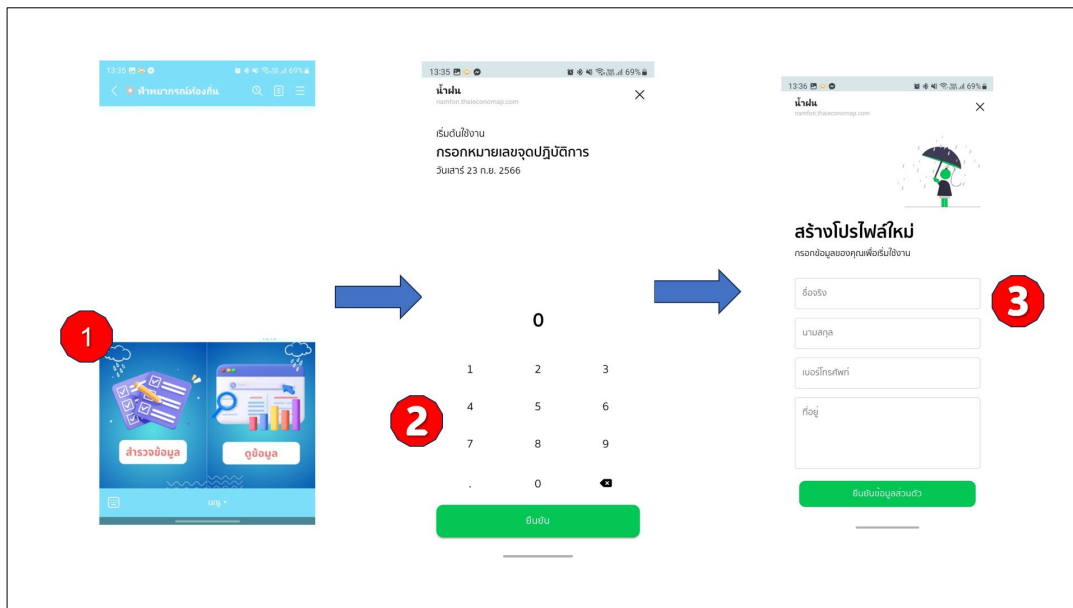 13:35
69%
ฟ้าพยากรณ์ท้องถิ่น
1
สำรวจข้อมูล
ดูข้อมูล
เมนู
13:35
69%
น้ำฝน
namfon.thaieconomap.com
เริ่มต้นใช้งาน
กรอกหมายเลขจุดปฏิบัติการ
วันเสาร์ 23 ก.ย. 2566
0
1 2 3
4 5 6
2
7 8 9
. 0
ยืนยัน
13:36
69%
น้ำฝน
namfon.thaieconomap.com
สร้างโปรไฟล์ใหม่
กรอกข้อมูลของคุณเพื่อเริ่มใช้งาน
ชื่อจริง
3
นามสกุล
เบอร์โทรศัพท์
ที่อยู่
ยืนยันข้อมูลส่วนตัว